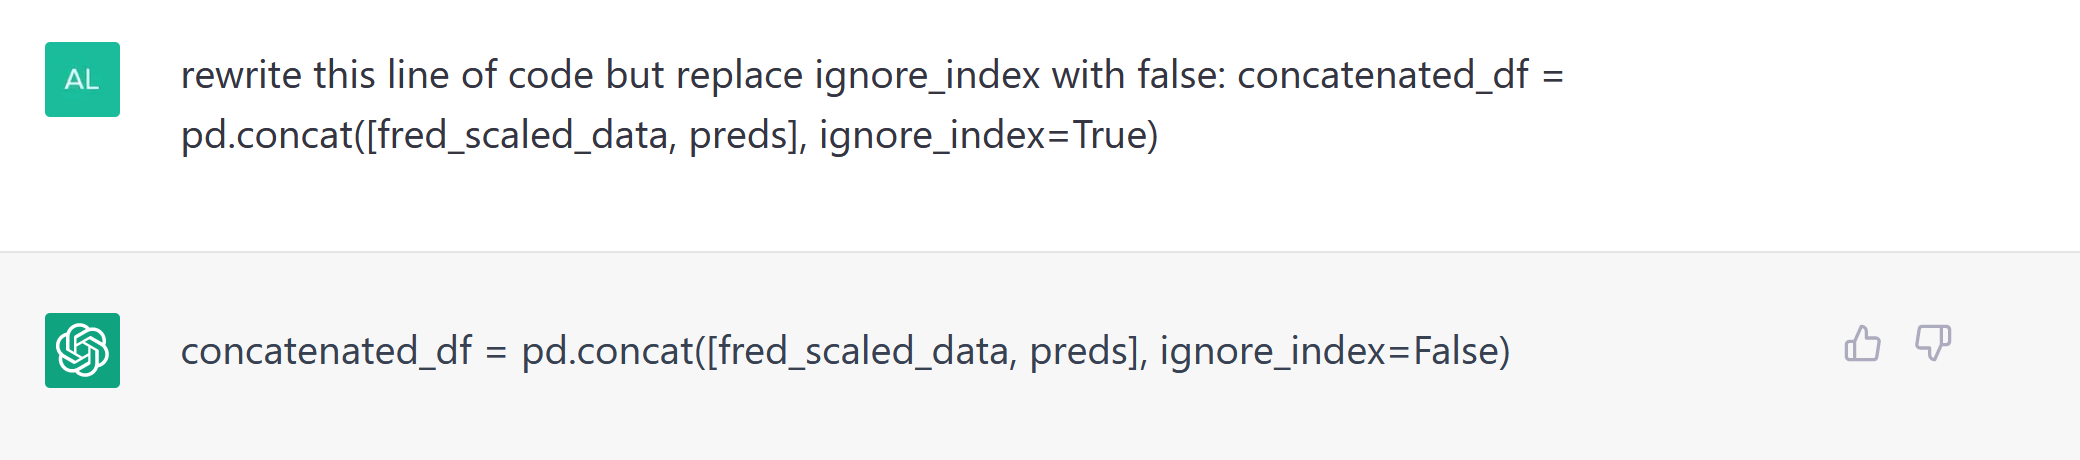 AL
rewrite this line of code but replace ignore_index with false: concatenated_df =
pd.concat([fred_scaled_data, preds], ignore_index=True)
concatenated_df = pd.concat([fred_scaled_data, preds], ignore_index=False)